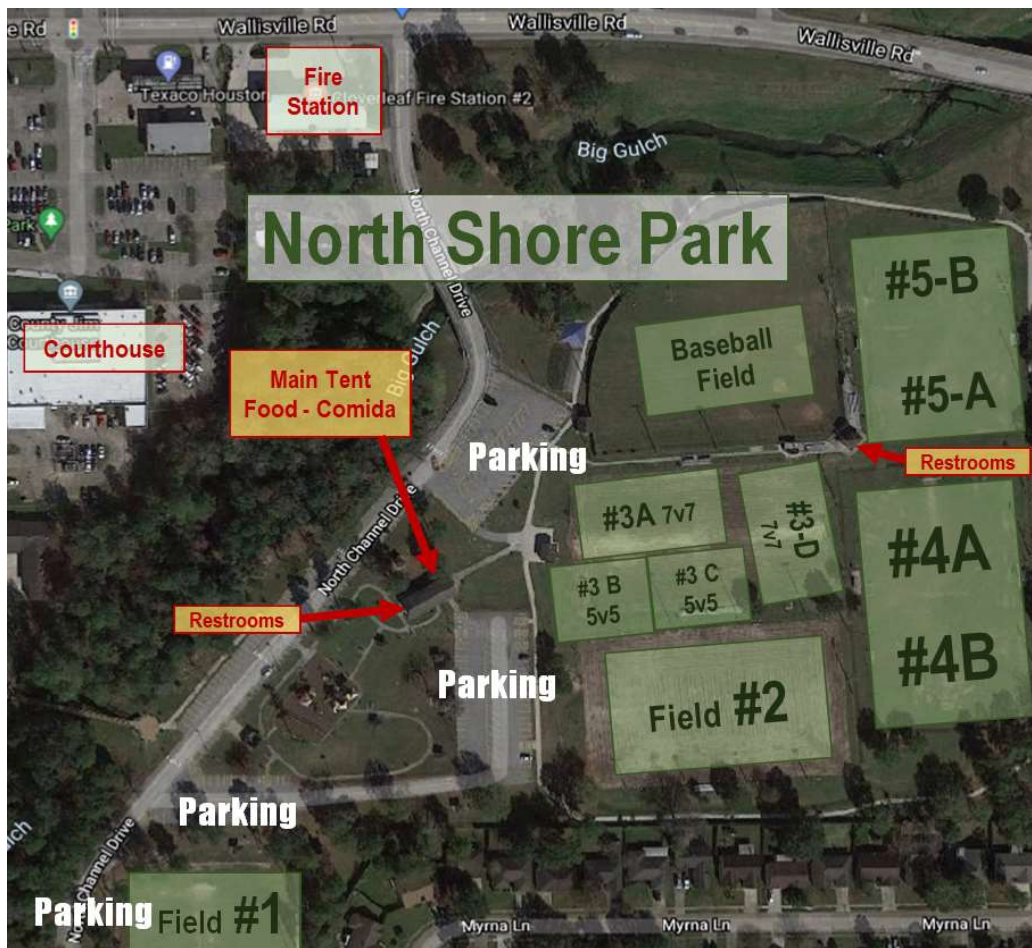 e Rd
Wallisville Rd
Wallisville Rd
Wallisville Rd
Fire
Station
Texaco Houston
Cloverleaf Fire Station #2
Big Gulch
North Channel Drive
North Shore Park
Park
#5-B
County Jim
Courthouse
Big Gulch
Main Tent
Food - Comida
Baseball
Field
#5-A
Parking
Restrooms
North Channel Drive
#3A 7v7
#3-D
7v7
#4A
#3 B
5v5
#3 C
5v5
Restrooms
#4B
Parking
Field #2
Parking
North Channel Drive
Parking
Field #1
Myrna Ln
Myrna Ln
Myrna Ln